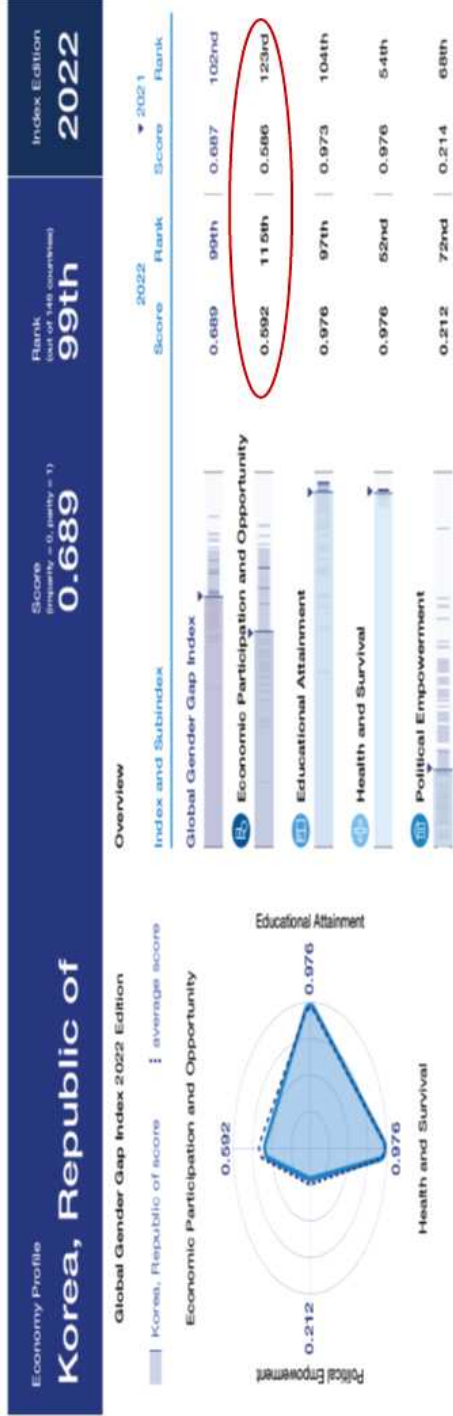 Economy Profile
Korea, Republic of
Score
(imparity = 0, parity = 1)
0.689
Rank
(out of 146 countries)
99th
Index Edition
2022
Global Gender Gap Index 2022 Edition
Korea, Republic of score
average score
Economic Participation and Opportunity
0.592
Educational Attainment
0.976
0.976
Health and Survival
0.212
Political Empowerment
Overview
2022 2021
Index and Subindex Score Rank Score Rank
Global Gender Gap Index 0.689 99th 0.687 102nd
Economic Participation and Opportunity 0.592 115th 0.586 123rd
Educational Attainment 0.976 97th 0.973 104th
Health and Survival 0.976 52nd 0.976 54th
Political Empowerment 0.212 72nd 0.214 68th